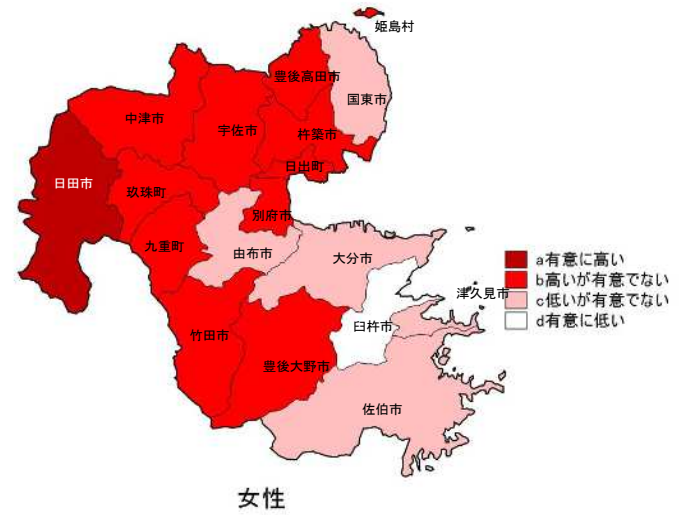 姫島村
豊後高田市
国東市
中津市
宇佐市
杵築市
日出町
日田市
玖珠町
別府市
九重町
由布市
大分市
a有意に高い
b高いが有意でない
c低いが有意でない
d有意に低い
津久見市
臼杵市
竹田市
豊後大野市
佐伯市
女性